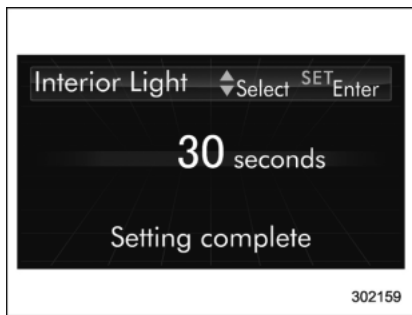 Interior Light Select SET Enter
30 seconds
Setting complete
302159